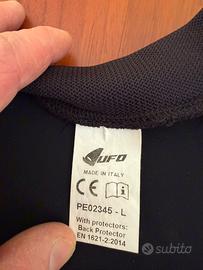 UFO
MADE IN ITALY
CE
PE02345 - L
With protectors:
Back Protector
EN 1621-2:2014
subito